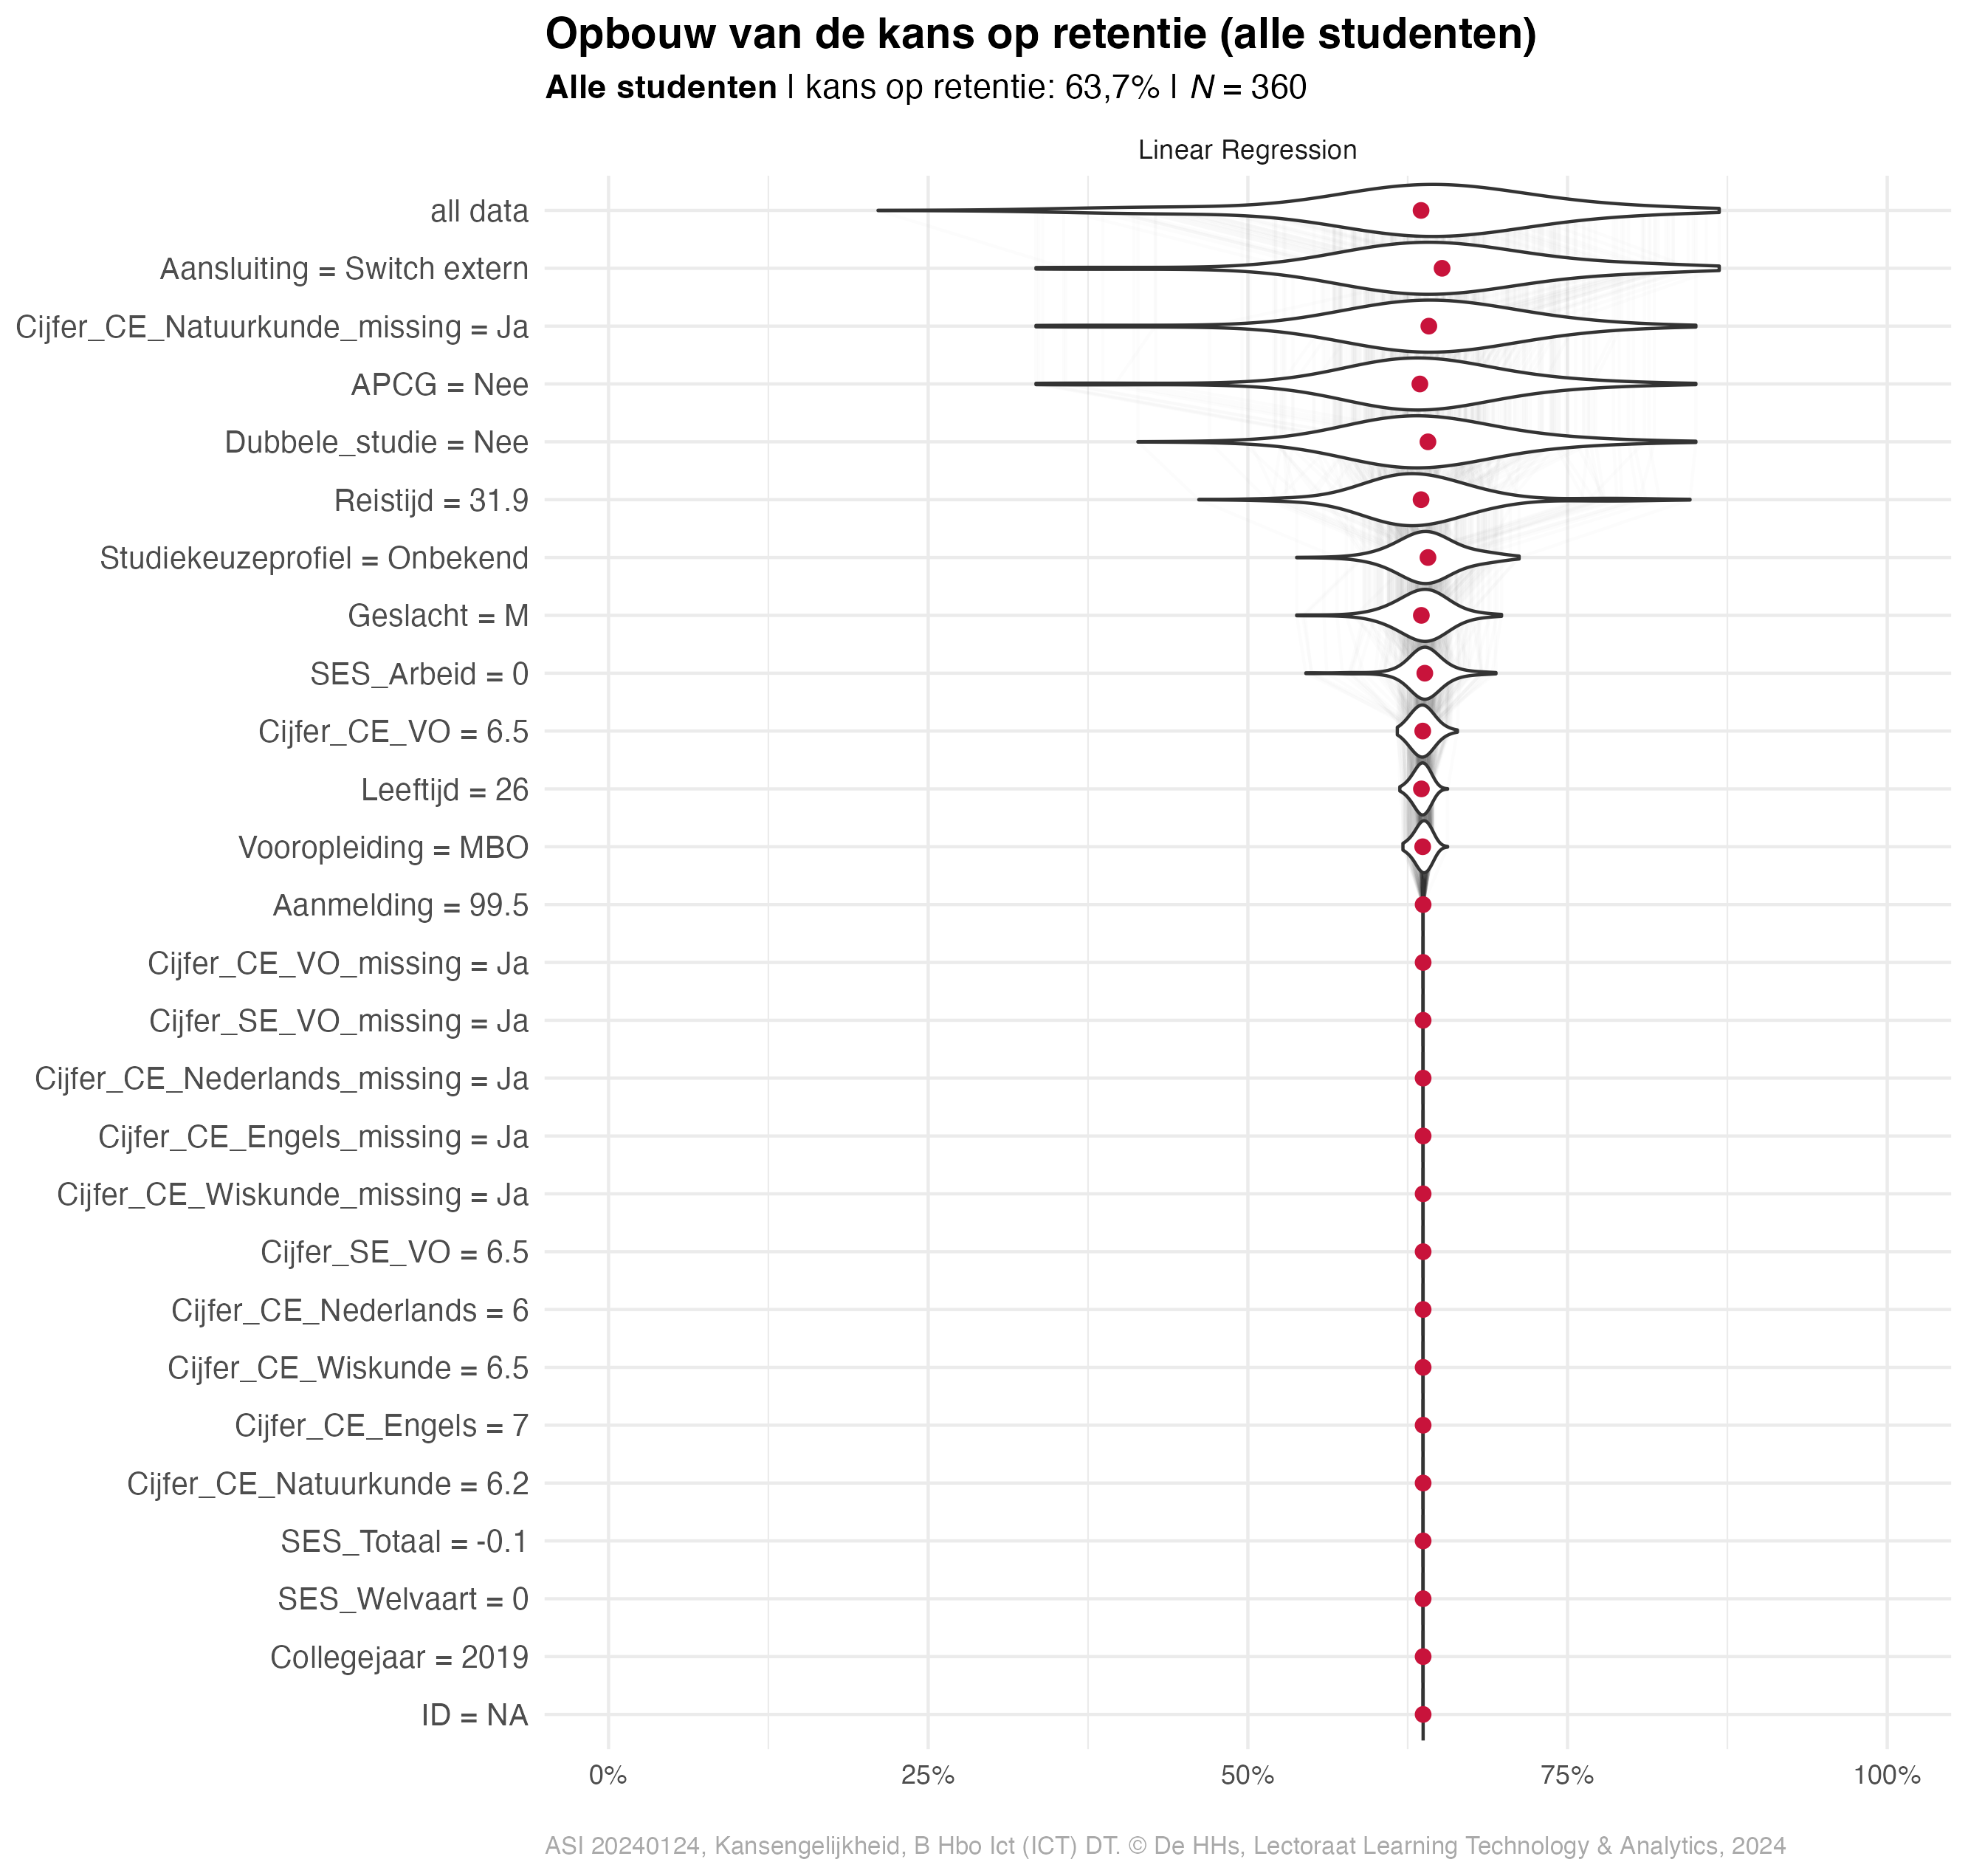 Opbouw van de kans op retentie (alle studenten)
Alle studenten | kans op retentie: 63,7% | N = 360
Linear Regression
all data
Aansluiting = Switch extern
Cijfer_CE_Natuurkunde_missing = Ja
APCG = Nee
Dubbele_studie = Nee
Reistijd = 31.9
Studiekeuzeprofiel = Onbekend
Geslacht = M
SES_Arbeid = 0
Cijfer_CE_VO = 6.5
Leeftijd = 26
Vooropleiding = MBO
Aanmelding = 99.5
Cijfer_CE_VO_missing = Ja
Cijfer_SE_VO_missing = Ja
Cijfer_CE_Nederlands_missing = Ja
Cijfer_CE_Engels_missing = Ja
Cijfer_CE_Wiskunde_missing = Ja
Cijfer_SE_VO = 6.5
Cijfer_CE_Nederlands = 6
Cijfer_CE_Wiskunde = 6.5
Cijfer_CE_Engels = 7
Cijfer_CE_Natuurkunde = 6.2
SES_Totaal = -0.1
SES_Welvaart = 0
Collegejaar = 2019
ID = NA
0% 25% 50% 75% 100%
ASI 20240124, Kansengelijkheid, B Hbo Ict (ICT) DT. © De HHs, Lectoraat Learning Technology & Analytics, 2024